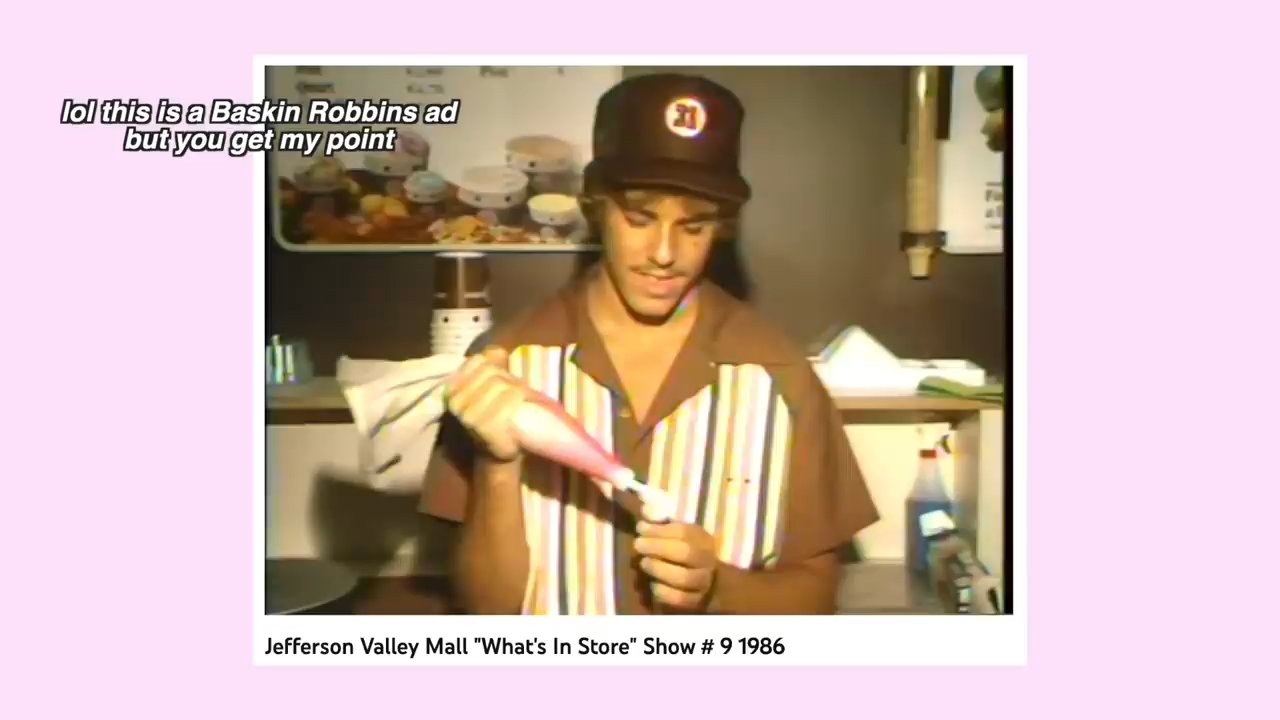 lol this is a Baskin Robbins ad
but you get my point
31
Jefferson Valley Mall "What's In Store" Show # 9 1986